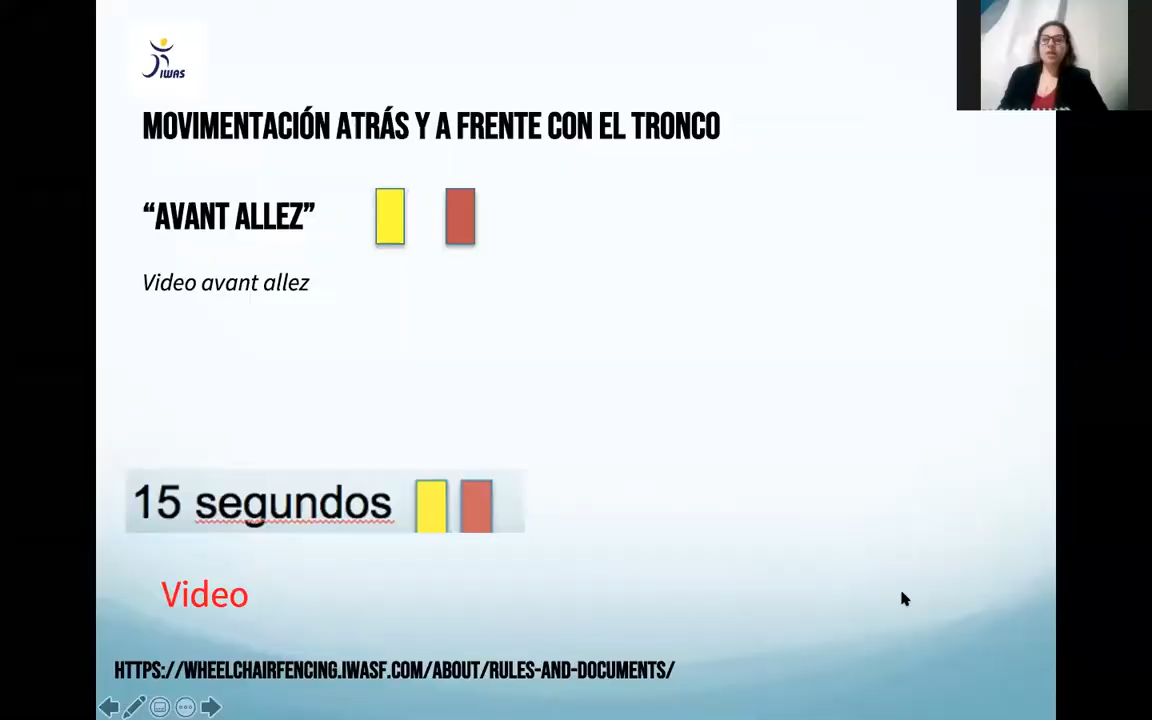 IWAS
MOVIMENTACIÓN ATRÁS Y A FRENTE CON EL TRONCO
“AVANT ALLEZ”
Video avant allez
15 segundos
Video
HTTPS://WHEELCHAIRFENCING.IWASF.COM/ABOUT/RULES-AND-DOCUMENTS/